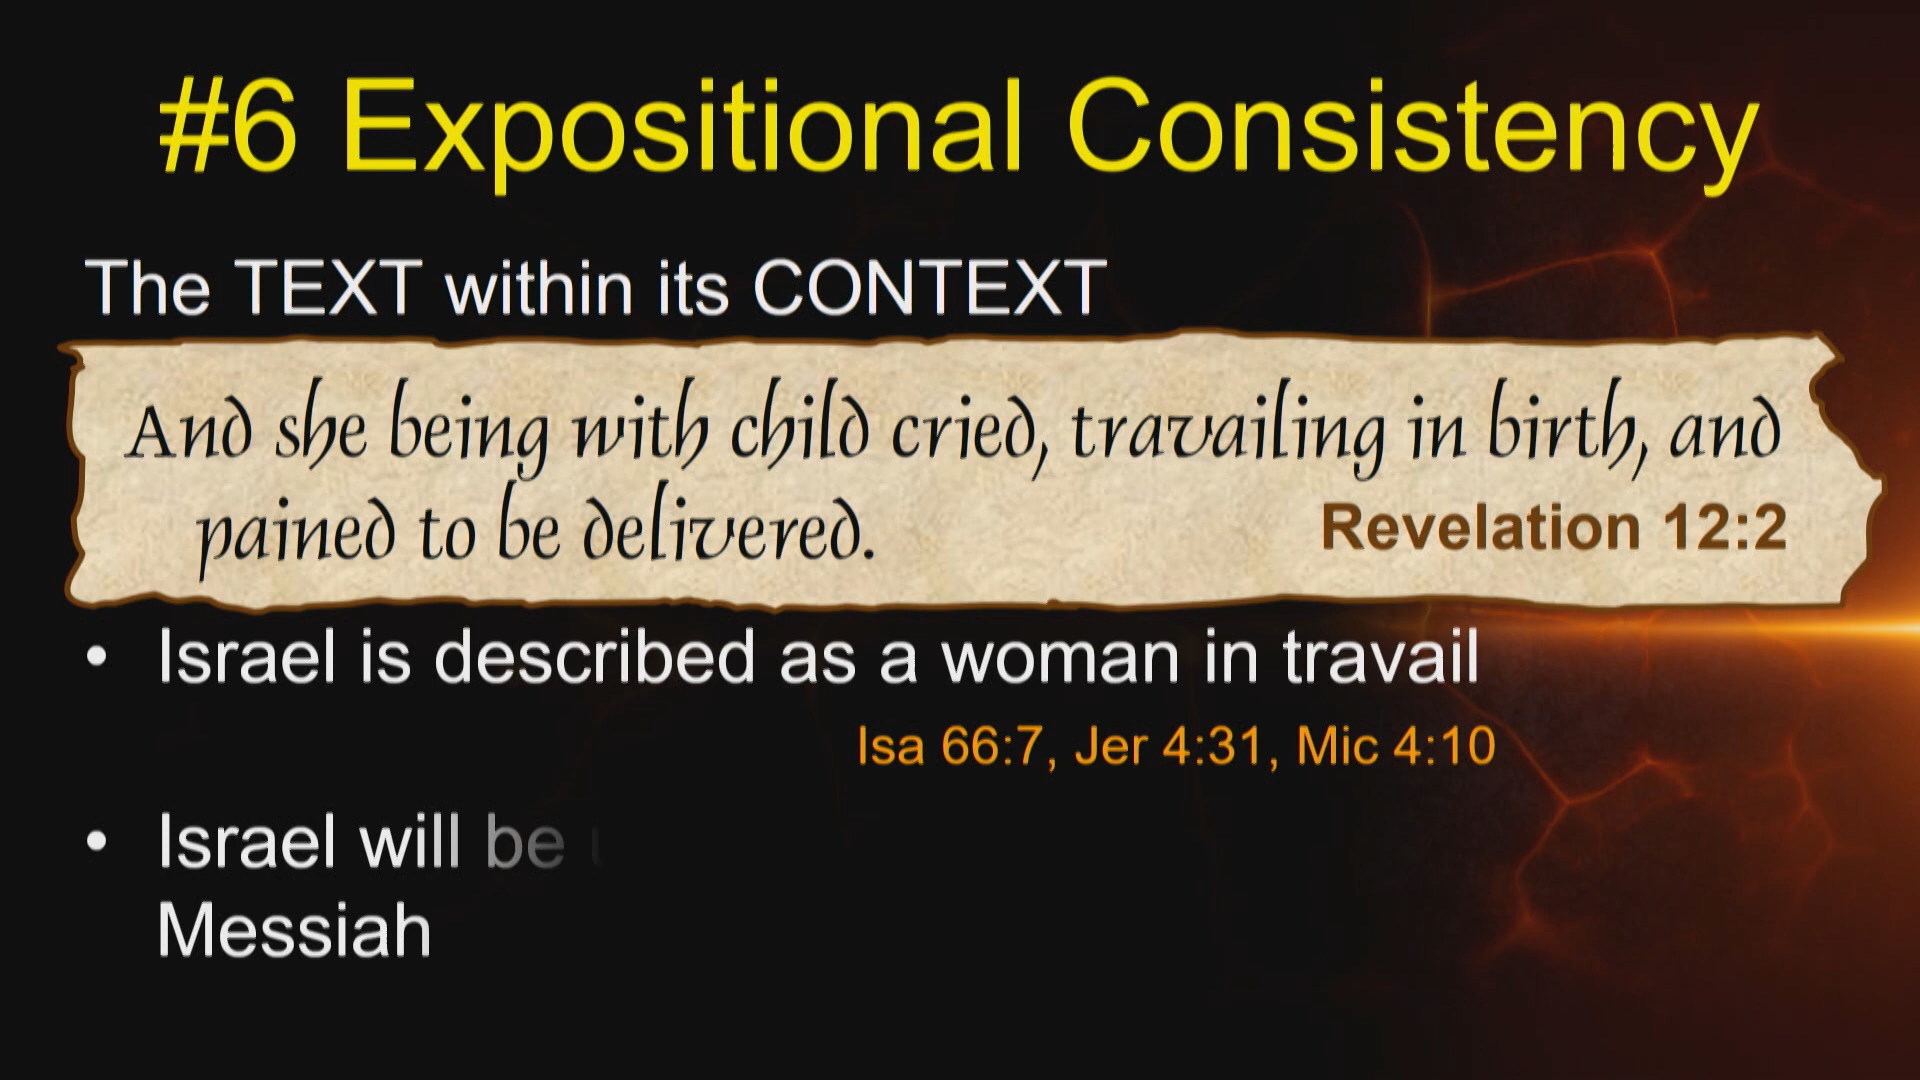 #6 Expositional Consistency
The TEXT within its CONTEXT
And she being with child cried, travailing in birth, and
pained to be delivered.
Revelation 12:2
• Israel is described as a woman in travail
Isa 66:7, Jer 4:31, Mic 4:10
• Israel will be
Messiah